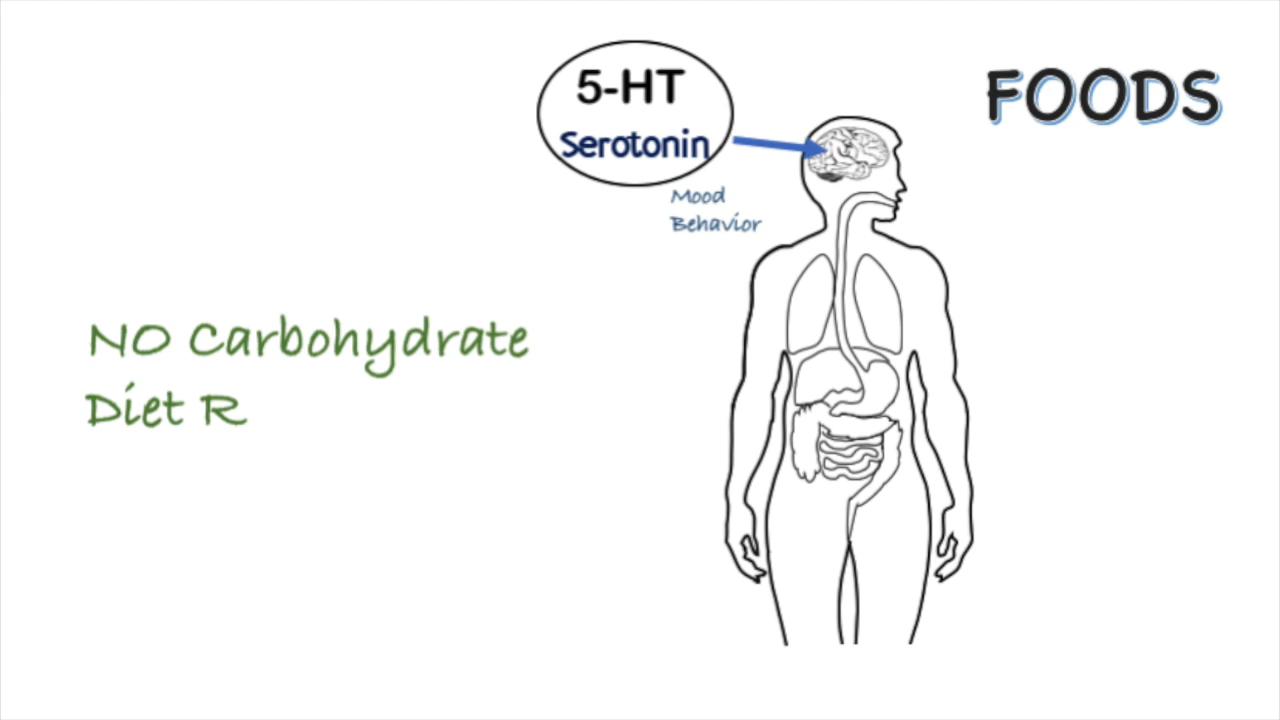 5-HT
Serotonin
FOODS
Mood
Behavior
NO Carbohydrate
Diet R